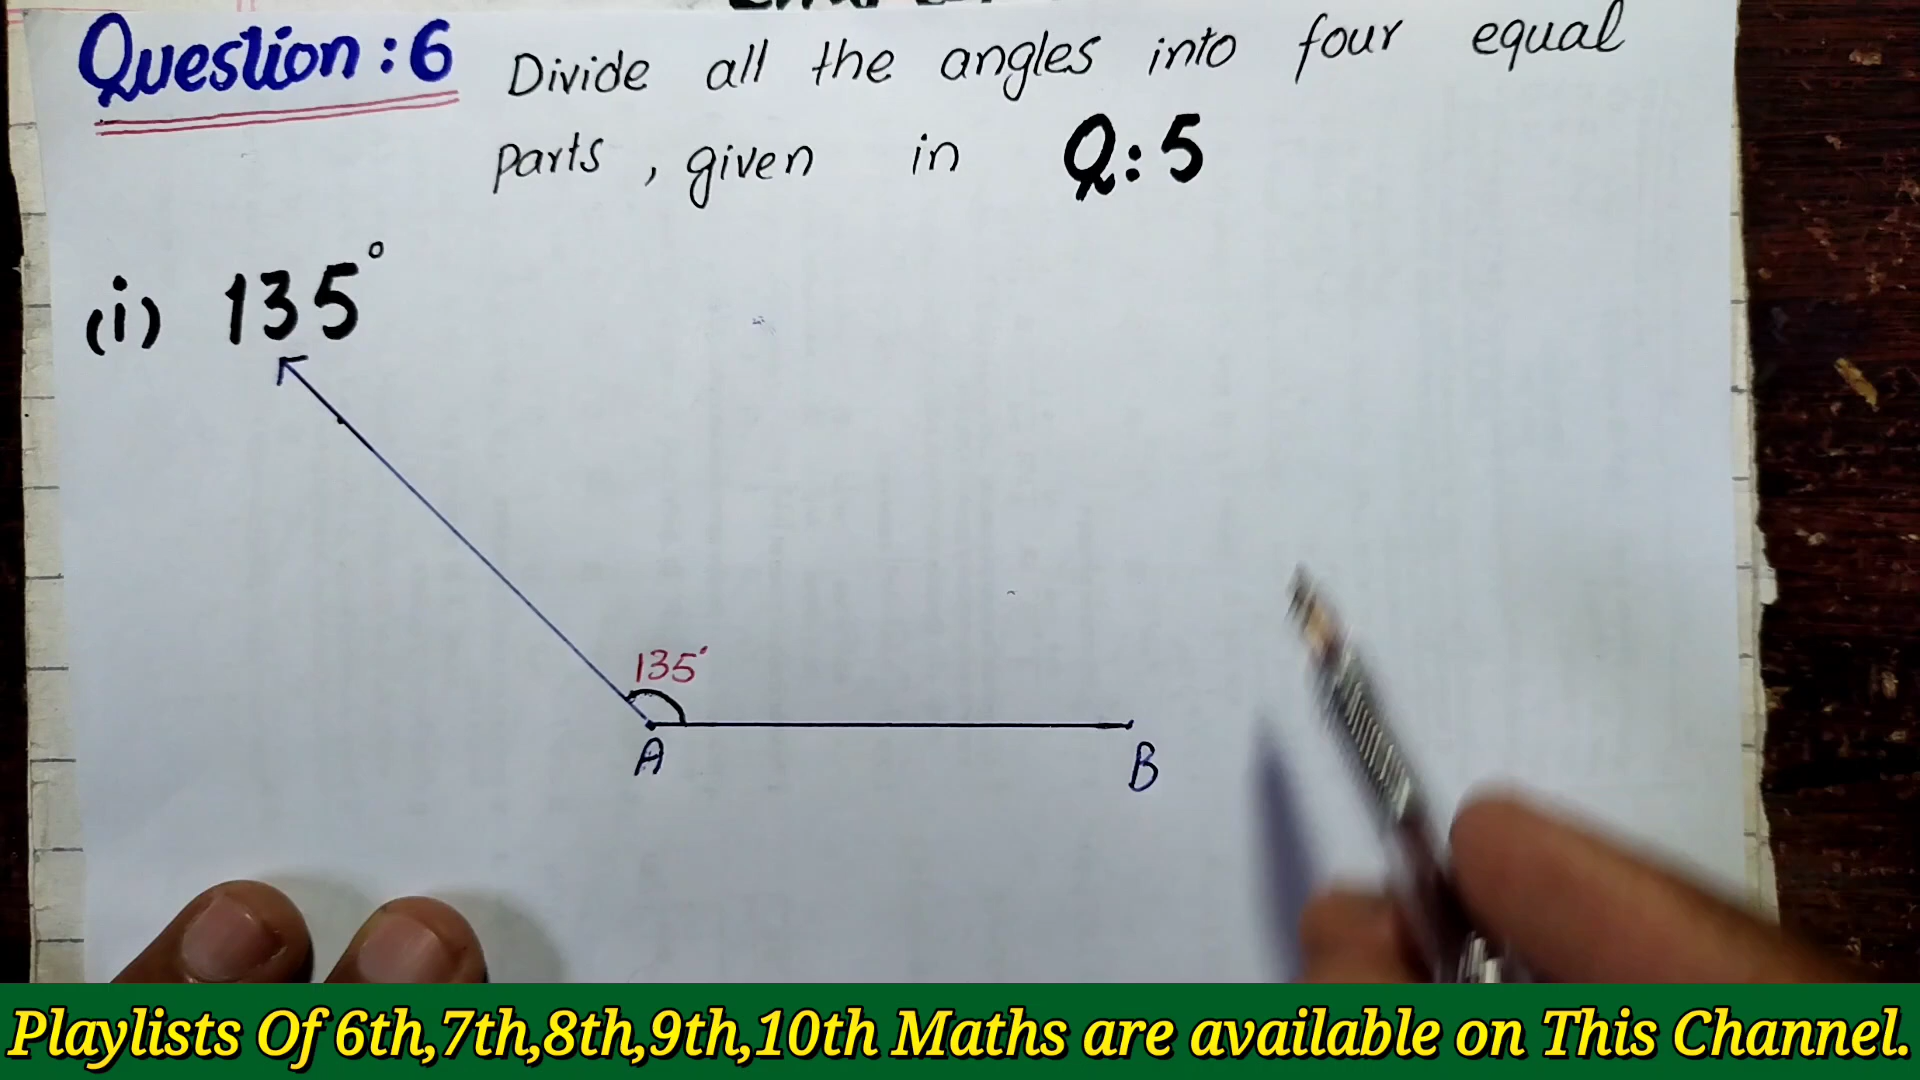 Question : 6 Divide all the angles into four equal
parts, given in Q:5
(i) 135°
135°
A
B
Playlists Of 6th,7th,8th,9th,10th Maths are available on This Channel.